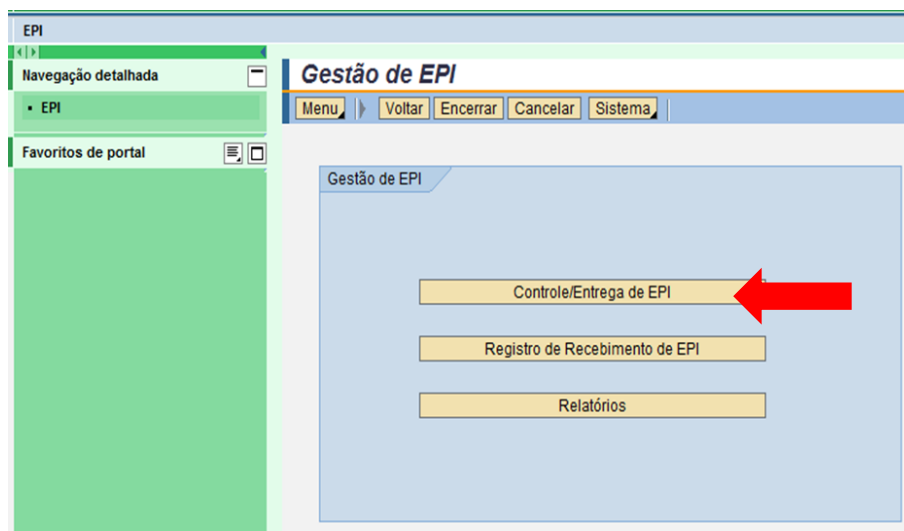 EPI
Navegação detalhada
EPI
Favoritos de portal
Gestão de EPI
Menu Voltar Encerrar Cancelar Sistema
Gestão de EPI
Controle/Entrega de EPI
Registro de Recebimento de EPI
Relatórios